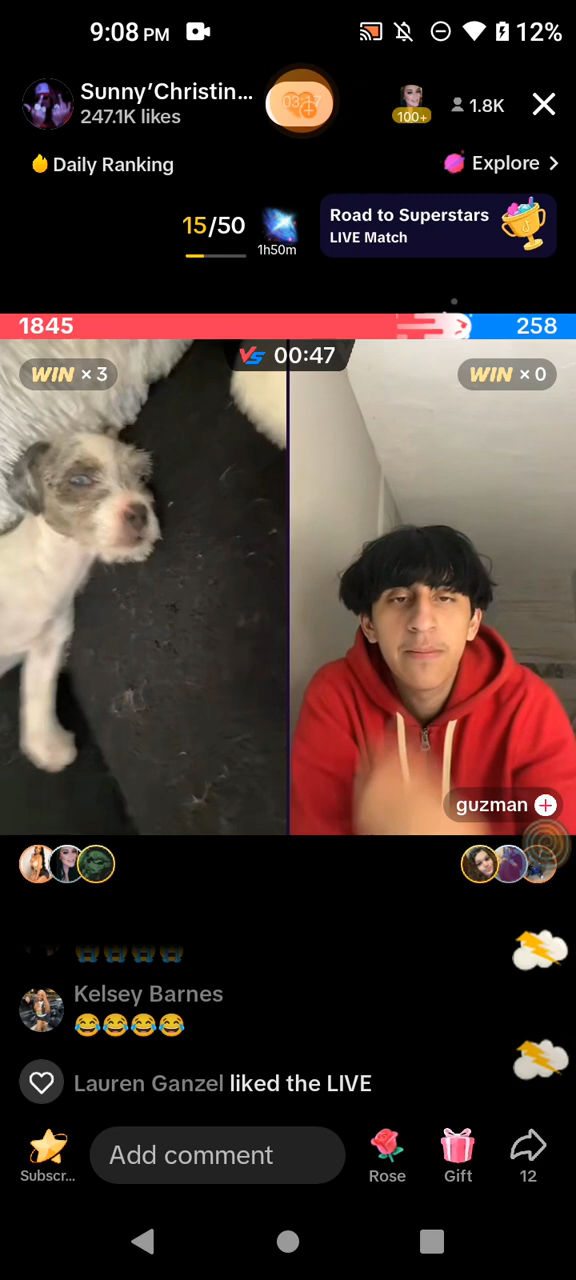 9:08 PM
12%
Sunny'Christin...
247.1K likes
100+
1.8K
Daily Ranking
Explore
15/50
1h50m
Road to Superstars
LIVE Match
1845
258
VS 00:47
WIN × 3
WIN × 0
guzman
Kelsey Barnes
Lauren Ganzel liked the LIVE
Subscr...
Add comment
Rose
Gift
12